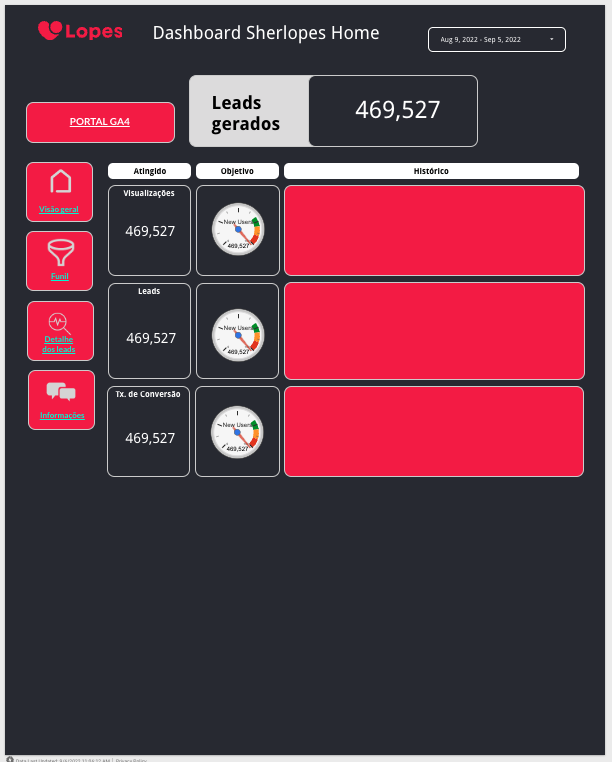 Lopes
Dashboard Sherlopes Home
Aug 9, 2022 - Sep 5, 2022
Leads
gerados
469,527
PORTAL GA4
Visão geral
Funil
Detalhe
dos leads
Informações
Atingido
Objetivo
Histórico
Visualizações
469,527
New Users
469,527
Leads
469,527
New Users
469,527
Tx. de Conversão
469,527
New Users
469,527
Privacy Policy